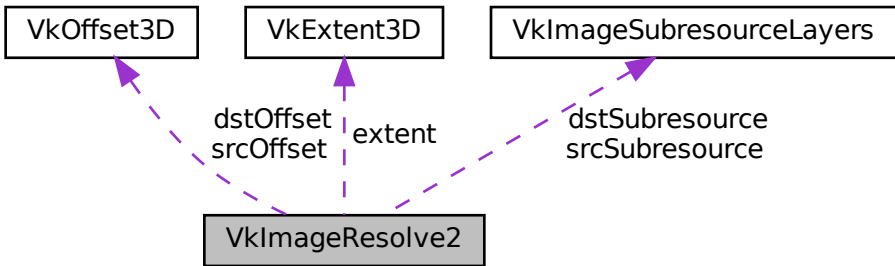 VkOffset3D
VkExtent3D
VkImageSubresourceLayers
dstOffset
srcOffset
extent
dstSubresource
srcSubresource
VkImageResolve2